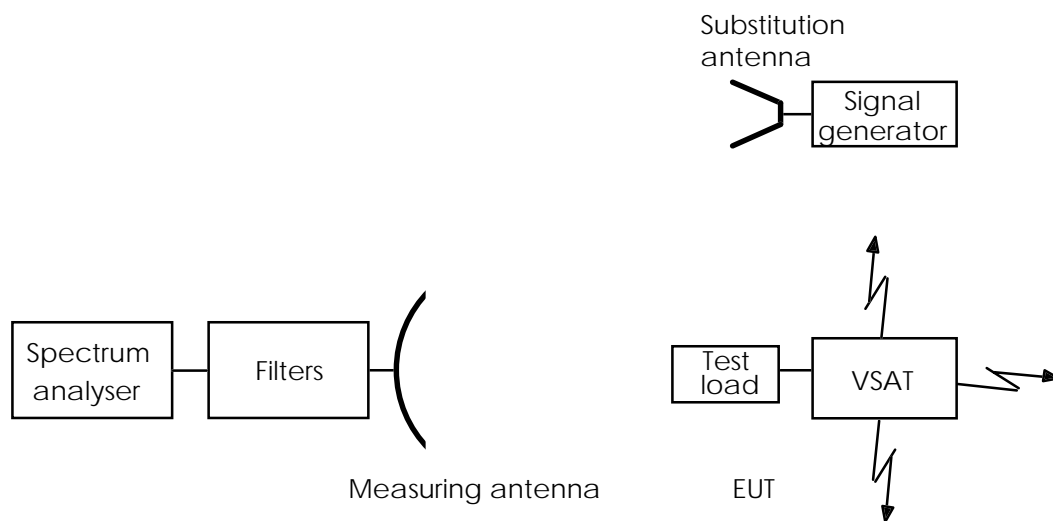 Substitution
antenna
Signal
generator
Spectrum
analyser
Filters
Test
load
VSAT
Measuring antenna
EUT